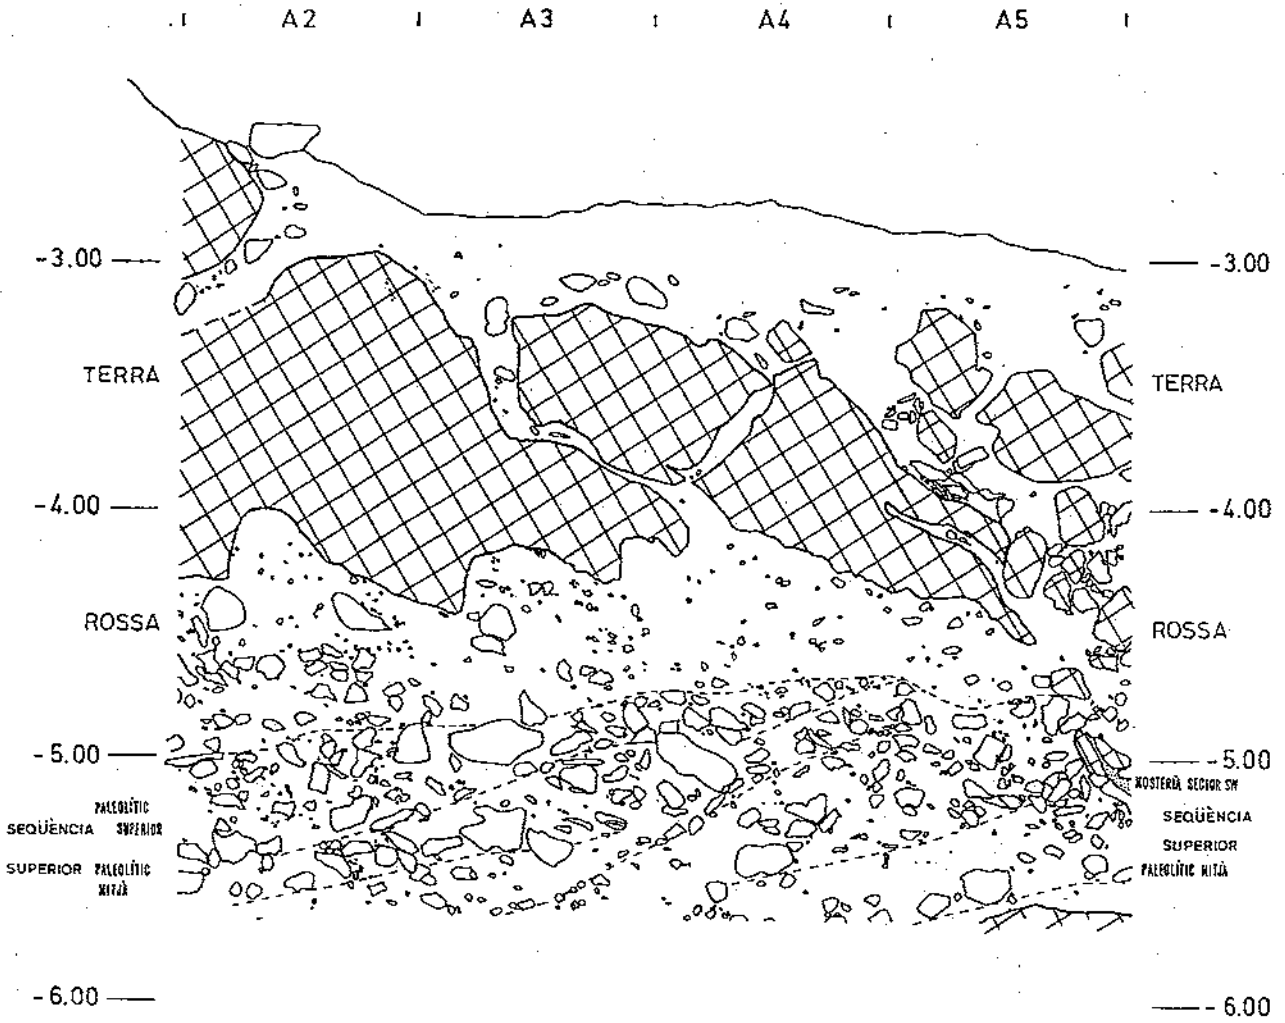 A2 A3 A4 A5
-3.00 -3.00
TERRA TERRA
-4.00 -4.00
ROSSA ROSSA
-5.00 -5.00
MOSTERIÀ SECTOR SW
PALEOLÍTIC
SEQÜÈNCIA SUPERIOR
SEQÜÈNCIA
SUPERIOR
SUPERIOR PALEOLÍTIC
MITJÀ
PALEOLÍTIC MITJÀ
-6.00 -6.00